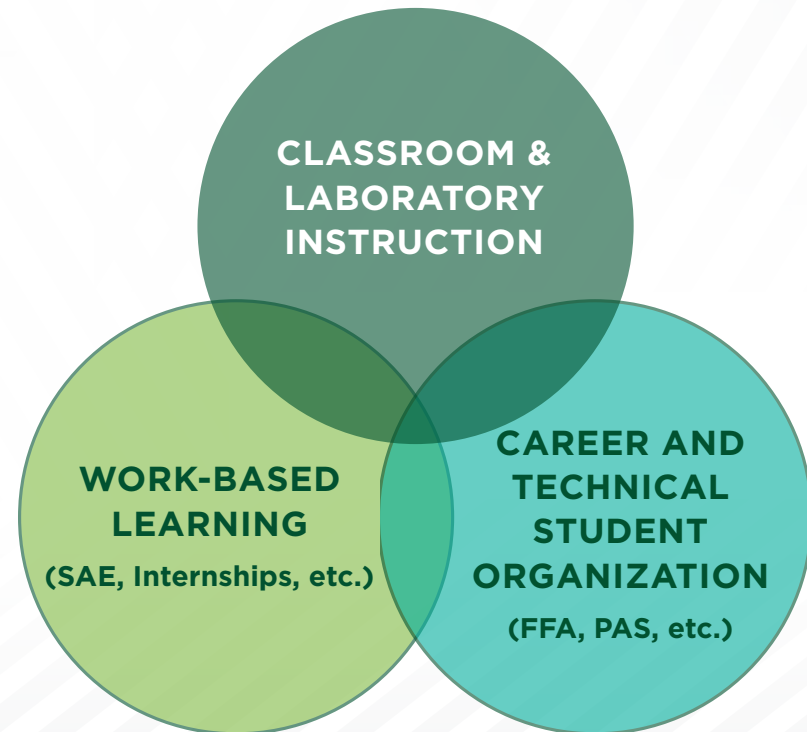 CLASSROOM &
LABORATORY
INSTRUCTION
WORK-BASED
LEARNING
(SAE, Internships, etc.)
CAREER AND
TECHNICAL
STUDENT
ORGANIZATION
(FFA, PAS, etc.)